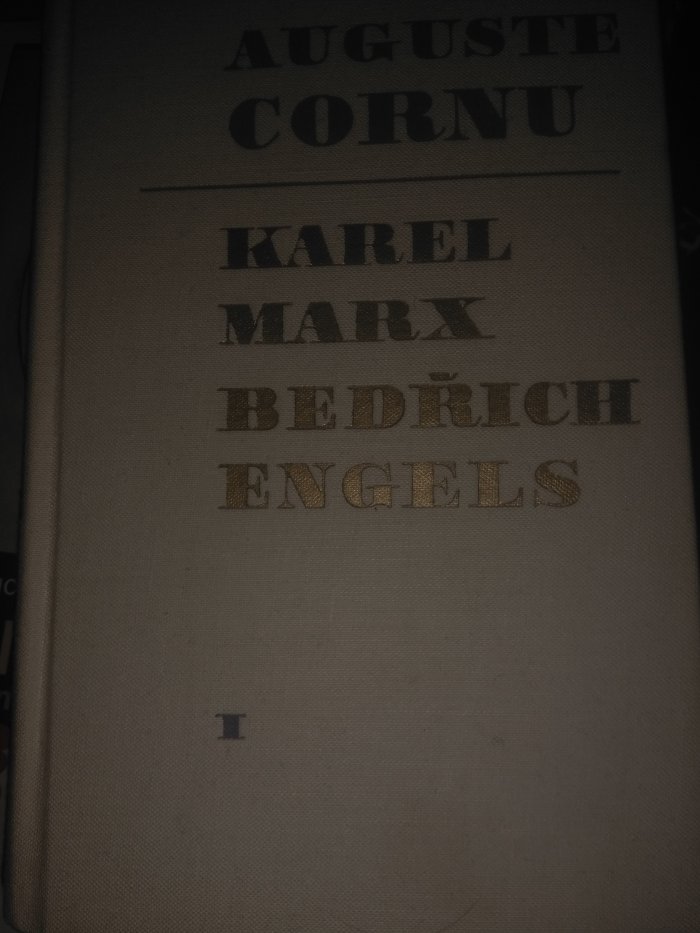 AUGUSTE
CORNU
KAREL
MARX
BEDŘICH
ENGELS
I